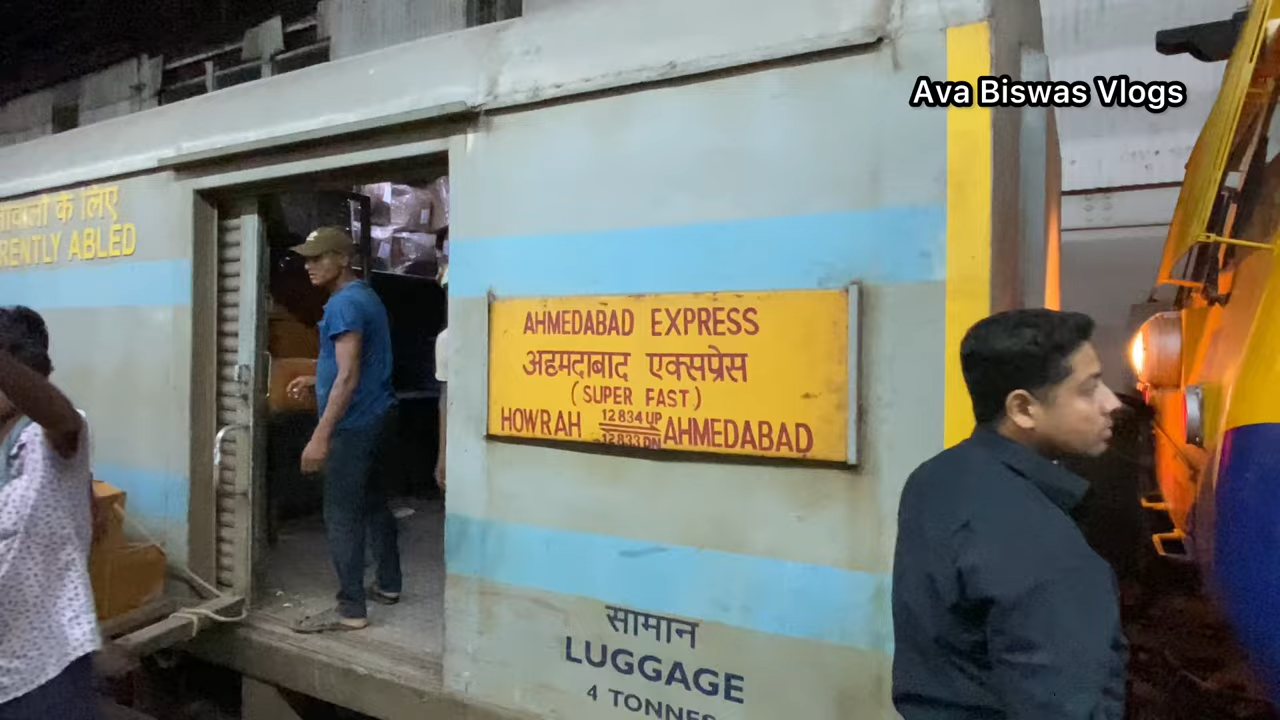 Ava Biswas Vlogs
के लिए
RENTLY ABLED
AHMEDABAD EXPRESS
अहमदाबाद एक्सप्रेस
(SUPER FAST)
HOWRAH 12834 UP AHMEDABAD
12833 DN
सामान
LUGGAGE
4 TONNES